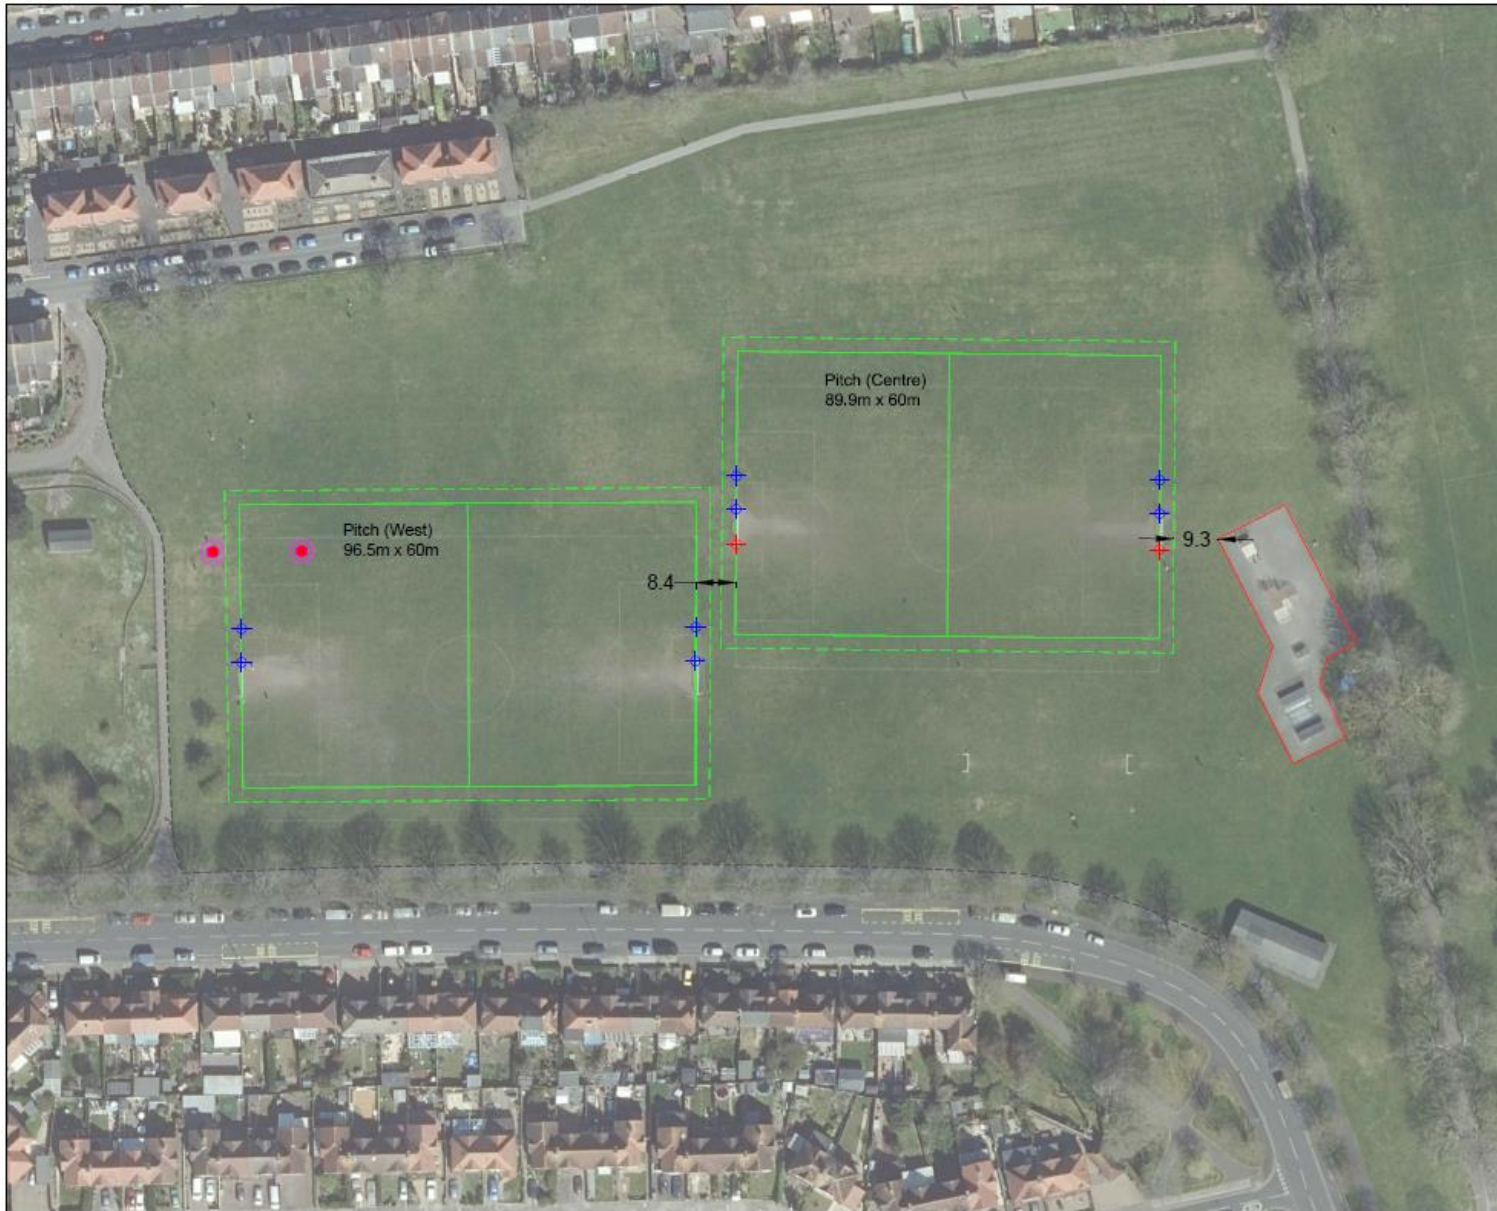 Pitch (Centre)
89.9m x 60m
Pitch (West)
96.5m x 60m
9.3
8.4